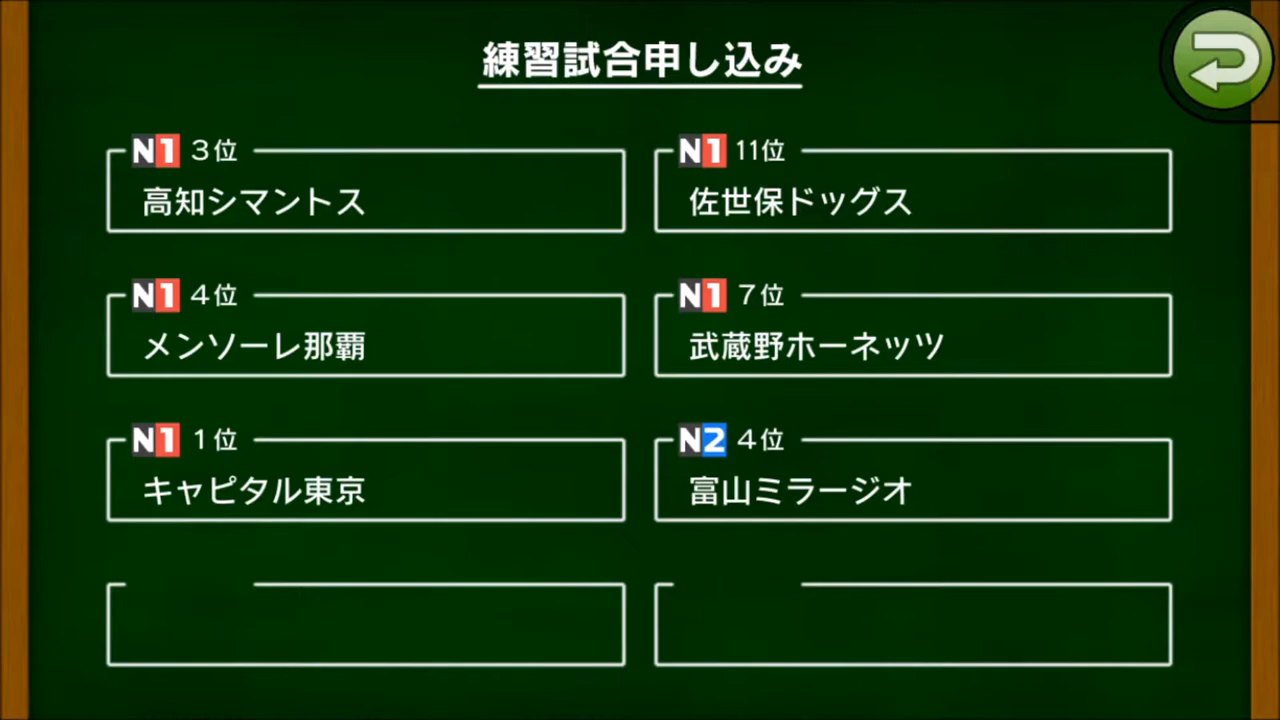 練習試合申し込み
N1 3位
高知シマントス
N1 11位
佐世保ドッグス
N1 4位
メンソーレ那覇
N1 7位
武蔵野ホーネッツ
N1 1位
キャピタル東京
N2 4位
富山ミラージオ